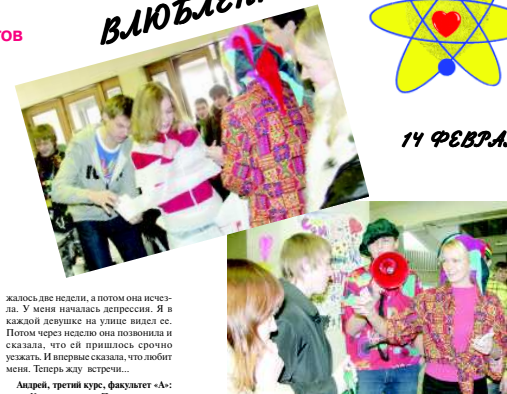 тов
14 ФЕВРА
жалось две недели, а потом она исчез-
ла. У меня началась депрессия. Я в
каждой девушке на улице видел ее.
Потом через неделю она позвонила и
сказала, что ей пришлось срочно
уезжать. И впервые сказала, что любит
меня. Теперь жду встречи...
Андрей, третий курс, факультет «А»: